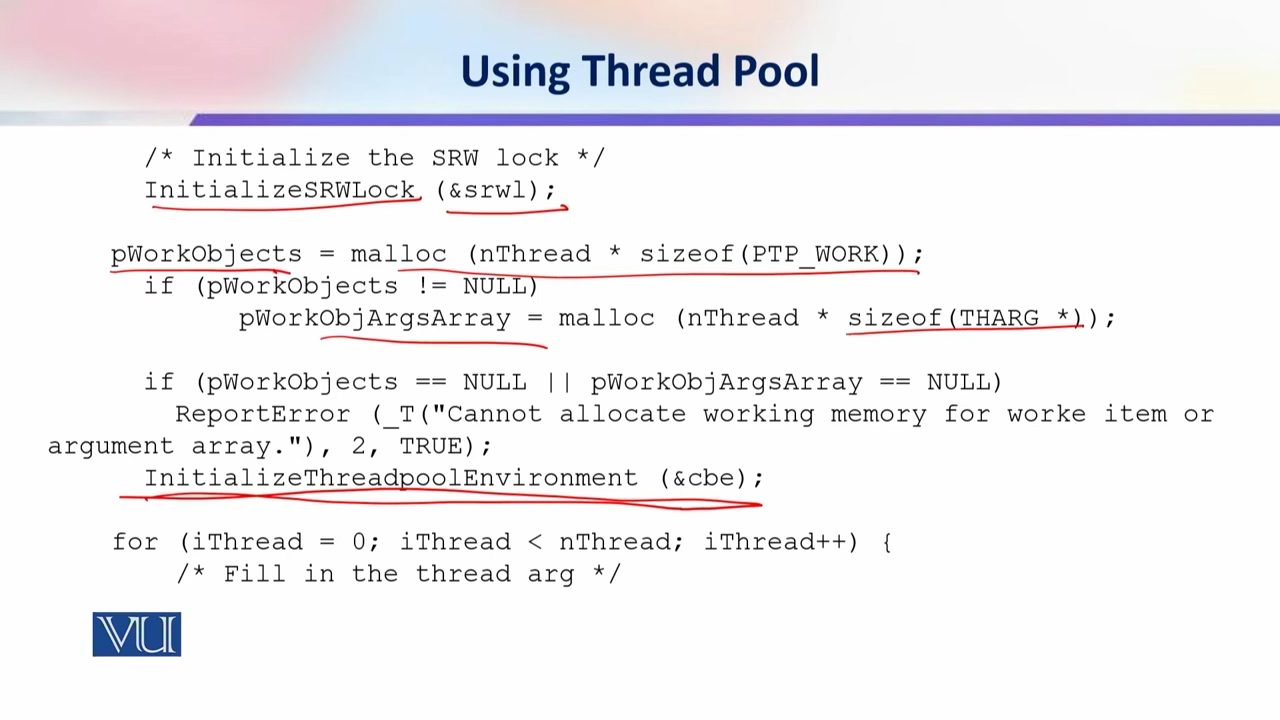 Using Thread Pool
/* Initialize the SRW lock */
InitializeSRWLock (&srwl);
pWorkObjects = malloc (nThread * sizeof(PTP_WORK));
if (pWorkObjects != NULL)
pWorkObjArgsArray = malloc (nThread * sizeof(THARG *));
if (pWorkObjects == NULL || pWorkObjArgsArray == NULL)
ReportError (_T("Cannot allocate working memory for worke item or
argument array."), 2, TRUE);
InitializeThreadpoolEnvironment (&cbe);
for (iThread = 0; iThread < nThread; iThread++) {
/* Fill in the thread arg */
VU